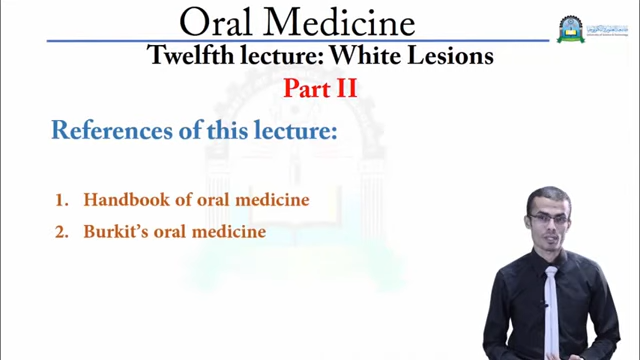 Oral Medicine
Twelfth lecture: White Lesions
Part II
References of this lecture:
1. Handbook of oral medicine
2. Burkit's oral medicine